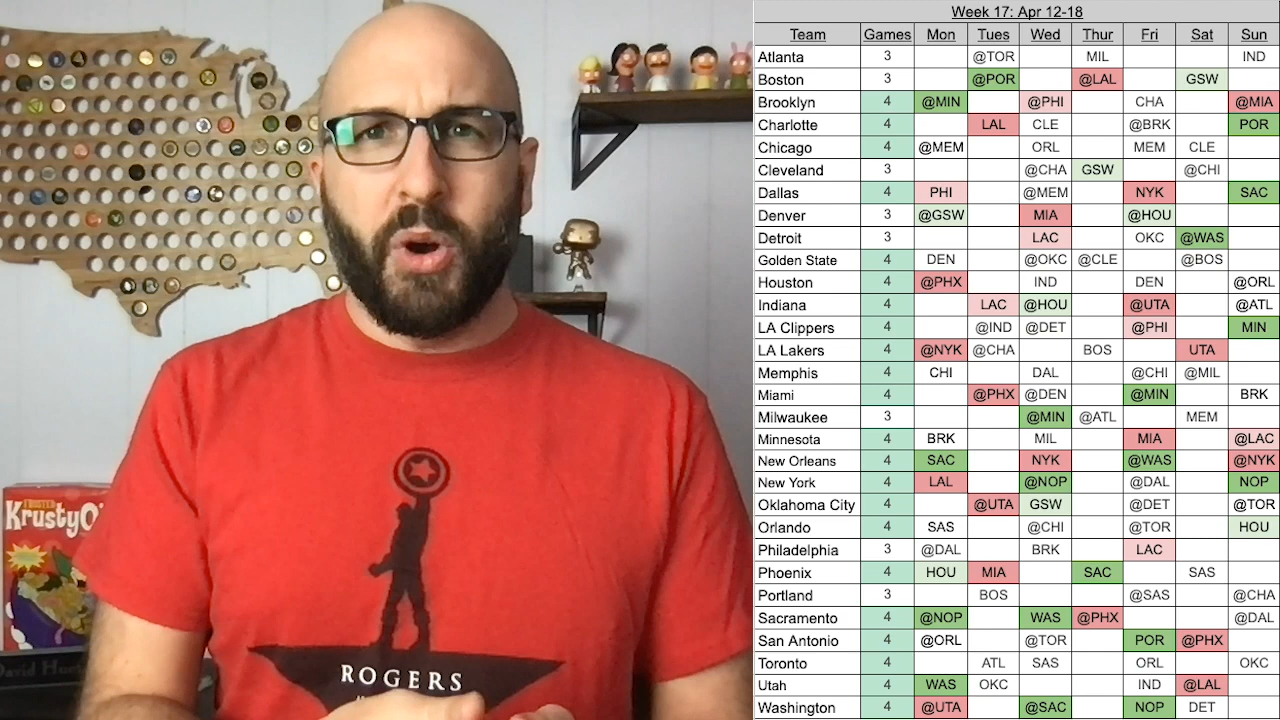 Week 17: Apr 12-18
Team Games Mon Tues Wed Thur Fri Sat Sun
Atlanta 3 @TOR MIL IND
Boston 3 @POR @LAL GSW
Brooklyn 4 @MIN @PHI CHA @MIA
Charlotte 4 LAL CLE @BRK POR
Chicago 4 @MEM ORL MEM CLE
Cleveland 3 @CHA GSW @CHI
Dallas 4 PHI @MEM NYK SAC
Denver 3 @GSW MIA @HOU
Detroit 3 LAC OKC @WAS
Golden State 4 DEN @OKC @CLE @BOS
Houston 4 @PHX IND DEN @ORL
Indiana 4 LAC @HOU @UTA @ATL
LA Clippers 4 @IND @DET @PHI MIN
LA Lakers 4 @NYK @CHA BOS UTA
Memphis 4 CHI DAL @CHI @MIL
Miami 4 @PHX @DEN @MIN BRK
Milwaukee 3 @MIN @ATL MEM
Minnesota 4 BRK MIL MIA @LAC
New Orleans 4 SAC NYK @WAS @NYK
New York 4 LAL @NOP @DAL NOP
Oklahoma City 4 @UTA GSW @DET @TOR
Orlando 4 SAS @CHI @TOR HOU
Philadelphia 3 @DAL BRK LAC
Phoenix 4 HOU MIA SAC SAS
Portland 3 BOS @SAS @CHA
Sacramento 4 @NOP WAS @PHX @DAL
San Antonio 4 @ORL @TOR POR @PHX
Toronto 4 ATL SAS ORL OKC
Utah 4 WAS OKC IND @LAL
Washington 4 @UTA @SAC NOP DET
KrustyO
ROGERS